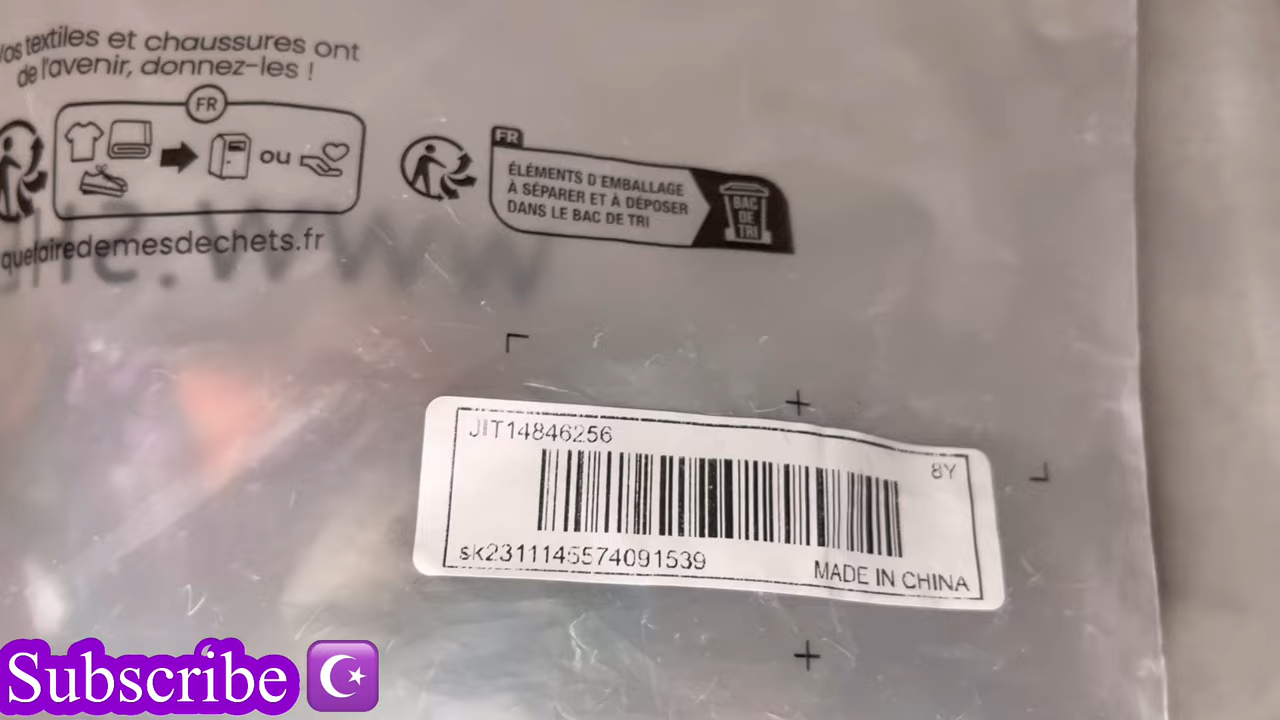 Vos textiles et chaussures ont
de l'avenir, donnez-les !
FR
ou
quefairedemesdechets.fr
FR
ÉLÉMENTS D'EMBALLAGE
À SÉPARER ET À DÉPOSER
DANS LE BAC DE TRI
BAC
DE
TRI
JIT14846256
8Y
sk2311145574091539
MADE IN CHINA
Subscribe